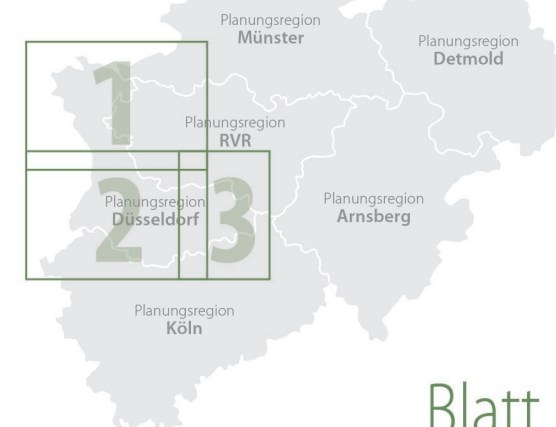 Planungsregion
Münster
Planungsregion
Detmold
1
Planungsregion
RVR
Planungsregion
Düsseldorf
2
3
Planungsregion
Arnsberg
Planungsregion
Köln
Blatt